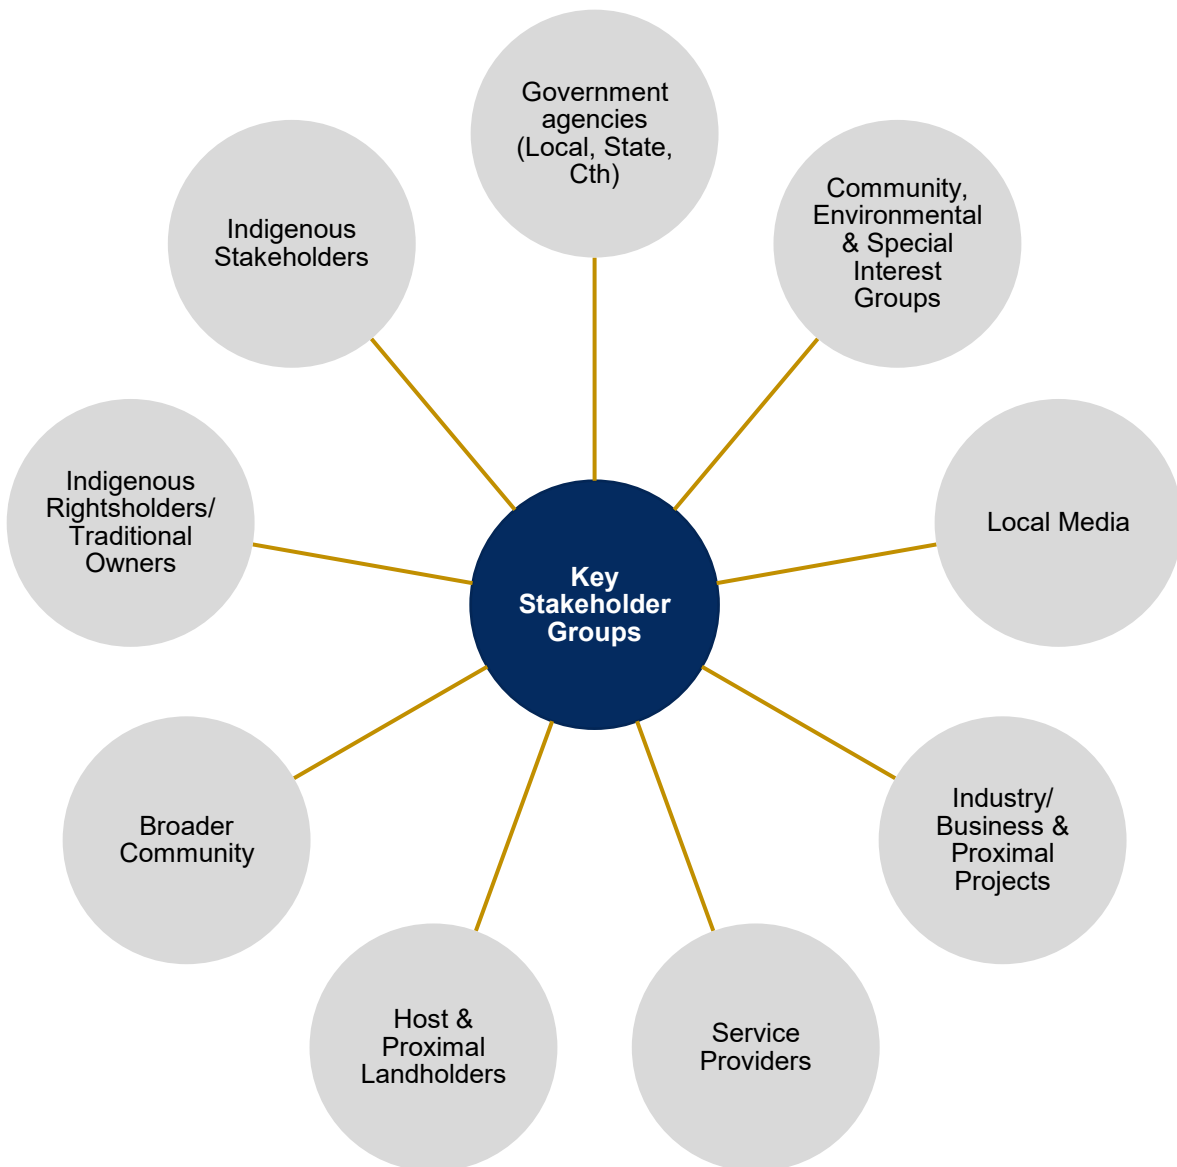 Government
agencies
(Local, State,
Cth)
Community,
Environmental
& Special
Interest
Groups
Local Media
Industry/
Business &
Proximal
Projects
Service
Providers
Host &
Proximal
Landholders
Broader
Community
Indigenous
Rightsholders/
Traditional
Owners
Indigenous
Stakeholders
Key
Stakeholder
Groups